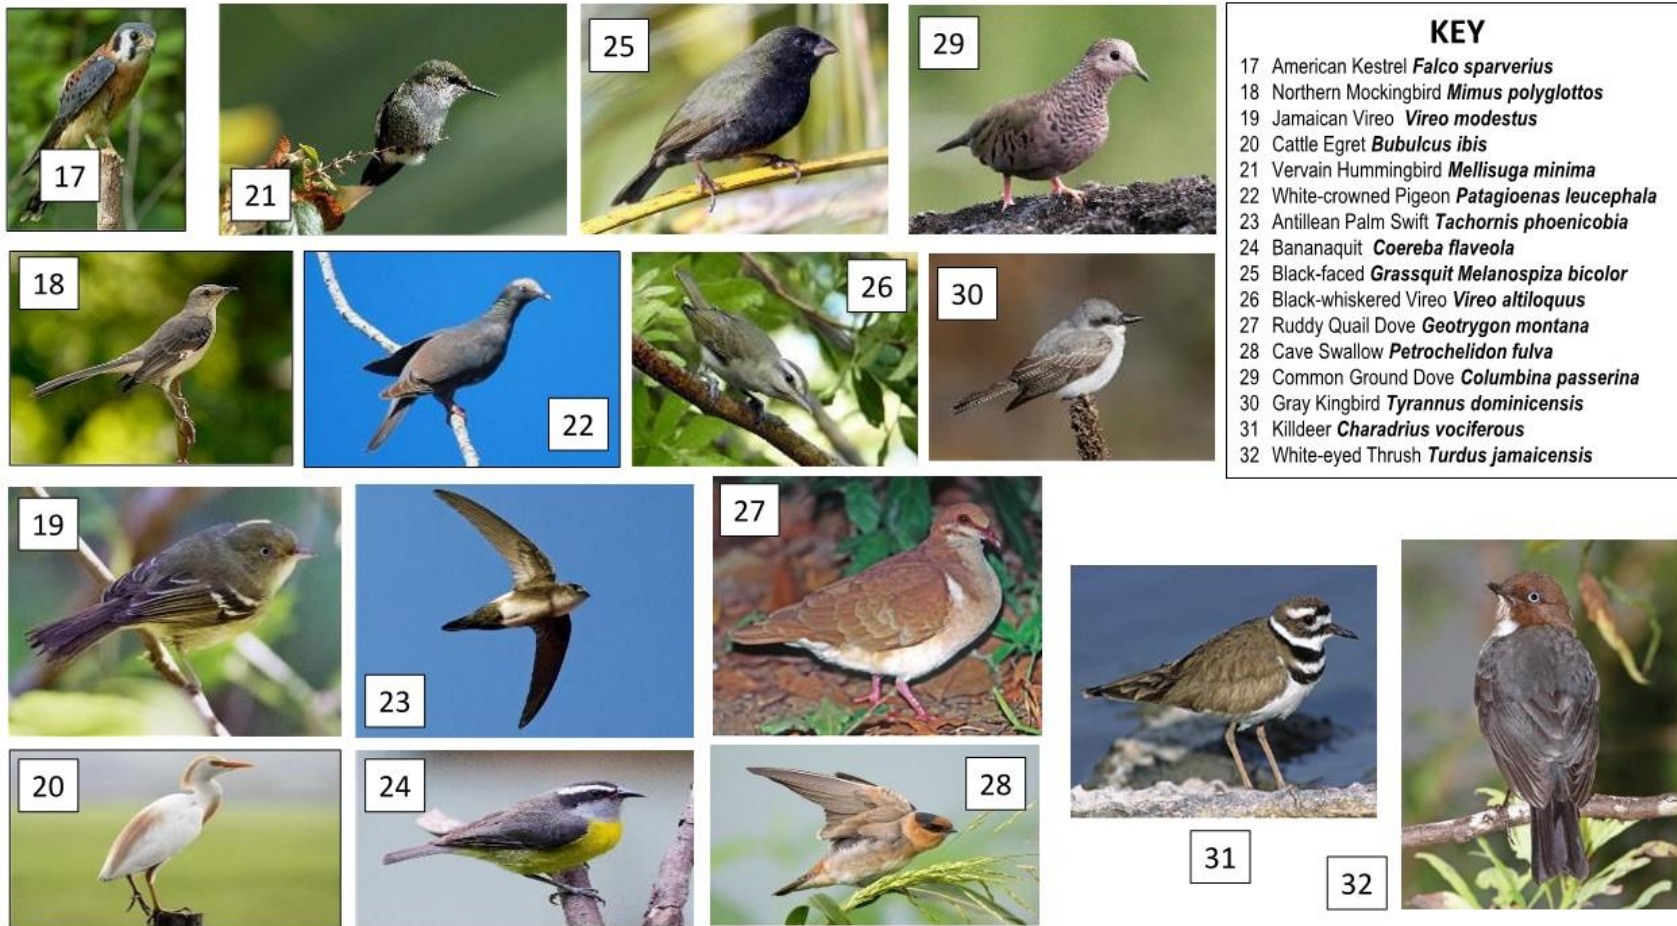 17
21
25
29
KEY
17 American Kestrel Falco sparverius
18 Northern Mockingbird Mimus polyglottos
19 Jamaican Vireo Vireo modestus
20 Cattle Egret Bubulcus ibis
21 Vervain Hummingbird Mellisuga minima
22 White-crowned Pigeon Patagioenas leucephala
23 Antillean Palm Swift Tachornis phoenicobia
24 Bananaquit Coereba flaveola
25 Black-faced Grassquit Melanospiza bicolor
26 Black-whiskered Vireo Vireo altiloquus
27 Ruddy Quail Dove Geotrygon montana
28 Cave Swallow Petrochelidon fulva
29 Common Ground Dove Columbina passerina
30 Gray Kingbird Tyrannus dominicensis
31 Killdeer Charadrius vociferous
32 White-eyed Thrush Turdus jamaicensis
18
22
26
30
19
23
27
20
24
28
31
32